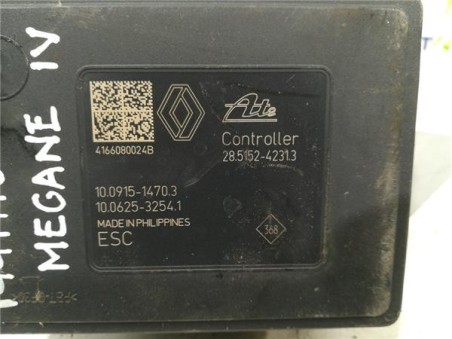 MEGANE IV
Ate
4166080024B
Controller
28.5152-4231.3
10.0915-1470.3
10.0625-3254.1
MADE IN PHILIPPINES
ESC
368